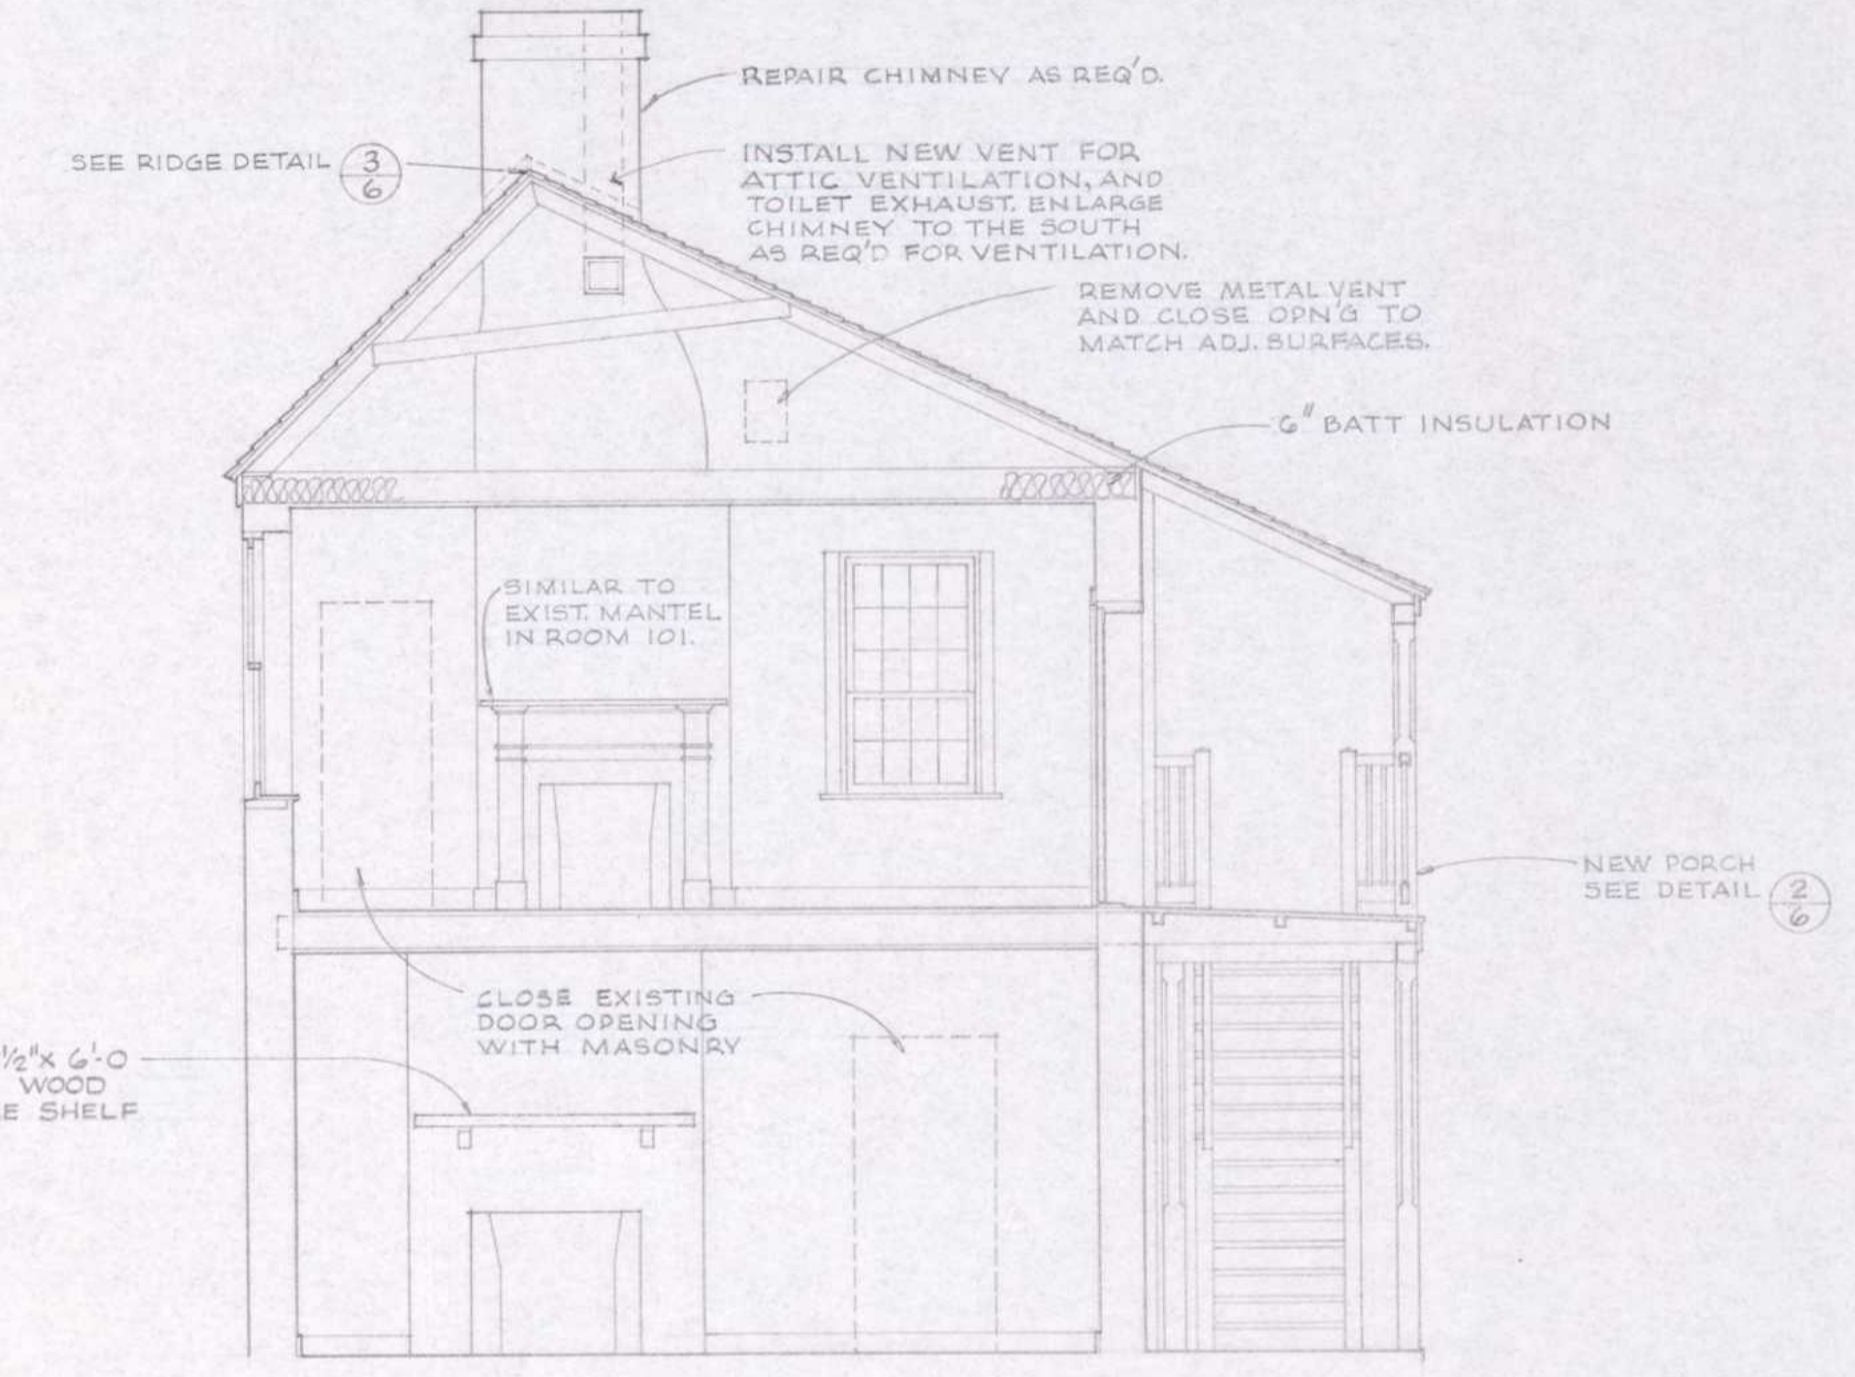 REPAIR CHIMNEY AS REQ'D.
SEE RIDGE DETAIL 3
6
INSTALL NEW VENT FOR
ATTIC VENTILATION, AND
TOILET EXHAUST. ENLARGE
CHIMNEY TO THE SOUTH
AS REQ'D FOR VENTILATION.
REMOVE METAL VENT
AND CLOSE OPN'G TO
MATCH ADJ. SURFACES.
6" BATT INSULATION
SIMILAR TO
EXIST. MANTEL
IN ROOM 101.
NEW PORCH
SEE DETAIL 2
6
CLOSE EXISTING
DOOR OPENING
WITH MASONRY
1/2" X 6'-0
WOOD
E SHELF